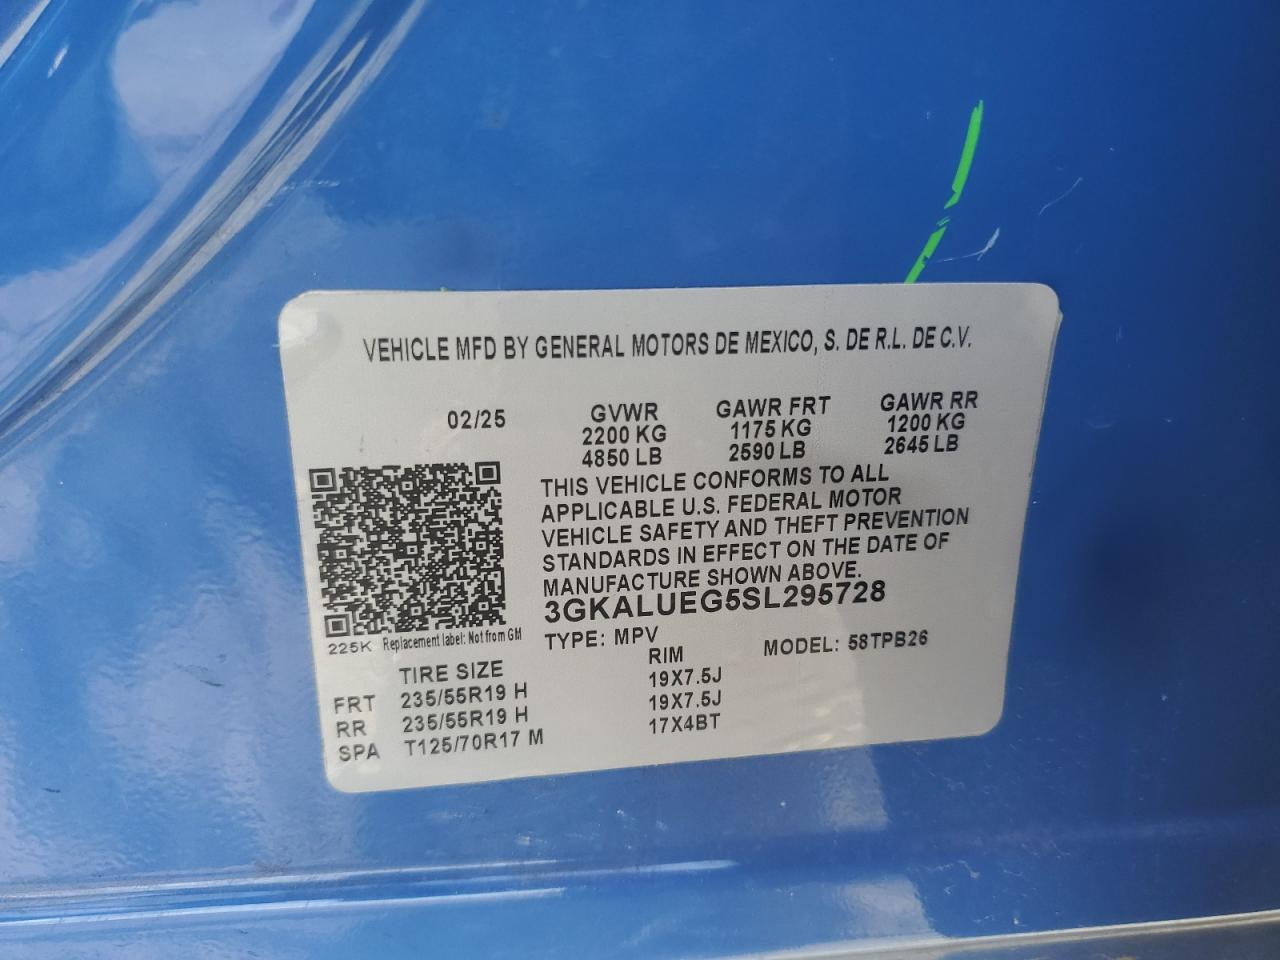 VEHICLE MFD BY GENERAL MOTORS DE MEXICO, S. DE R.L. DE C.V.
02/25 GVWR GAWR FRT GAWR RR
2200 KG 1175 KG 1200 KG
4850 LB 2590 LB 2645 LB
THIS VEHICLE CONFORMS TO ALL
APPLICABLE U.S. FEDERAL MOTOR
VEHICLE SAFETY AND THEFT PREVENTION
STANDARDS IN EFFECT ON THE DATE OF
MANUFACTURE SHOWN ABOVE.
3GKALUEG5SL295728
225K Replacement label: Not from GM
TYPE: MPV MODEL: 58TPB26
TIRE SIZE RIM
FRT 235/55R19 H 19X7.5J
RR 235/55R19 H 19X7.5J
SPA T125/70R17 M 17X4BT